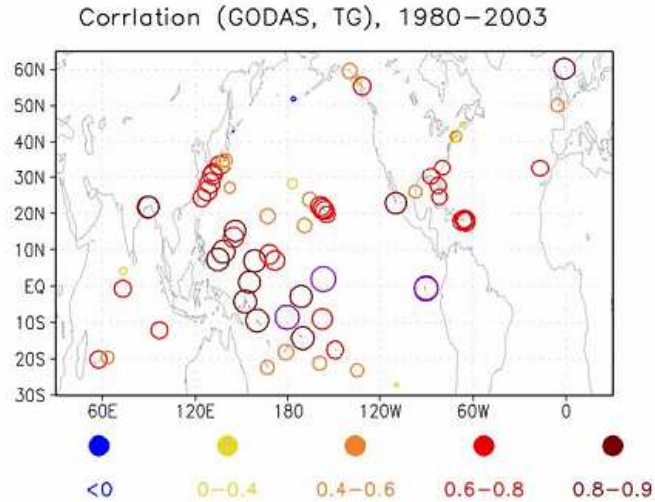 Corrlation (GODAS, TG), 1980−2003
60N
50N
40N
30N
20N
10N
EQ
10S
20S
30S
60E 120E 180 120W 60W 0
<0 0−0.4 0.4−0.6 0.6−0.8 0.8−0.9